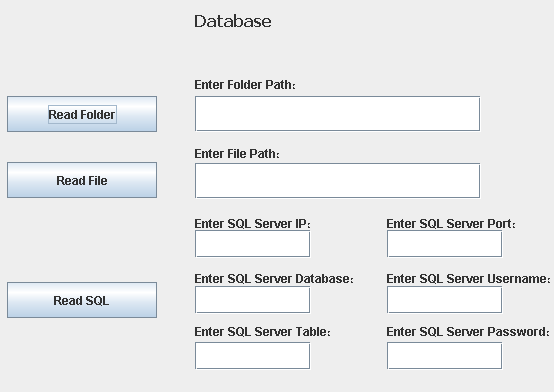 Database
Enter Folder Path:
Read Folder
Enter File Path:
Read File
Enter SQL Server IP: Enter SQL Server Port:
Enter SQL Server Database: Enter SQL Server Username:
Read SQL
Enter SQL Server Table: Enter SQL Server Password: